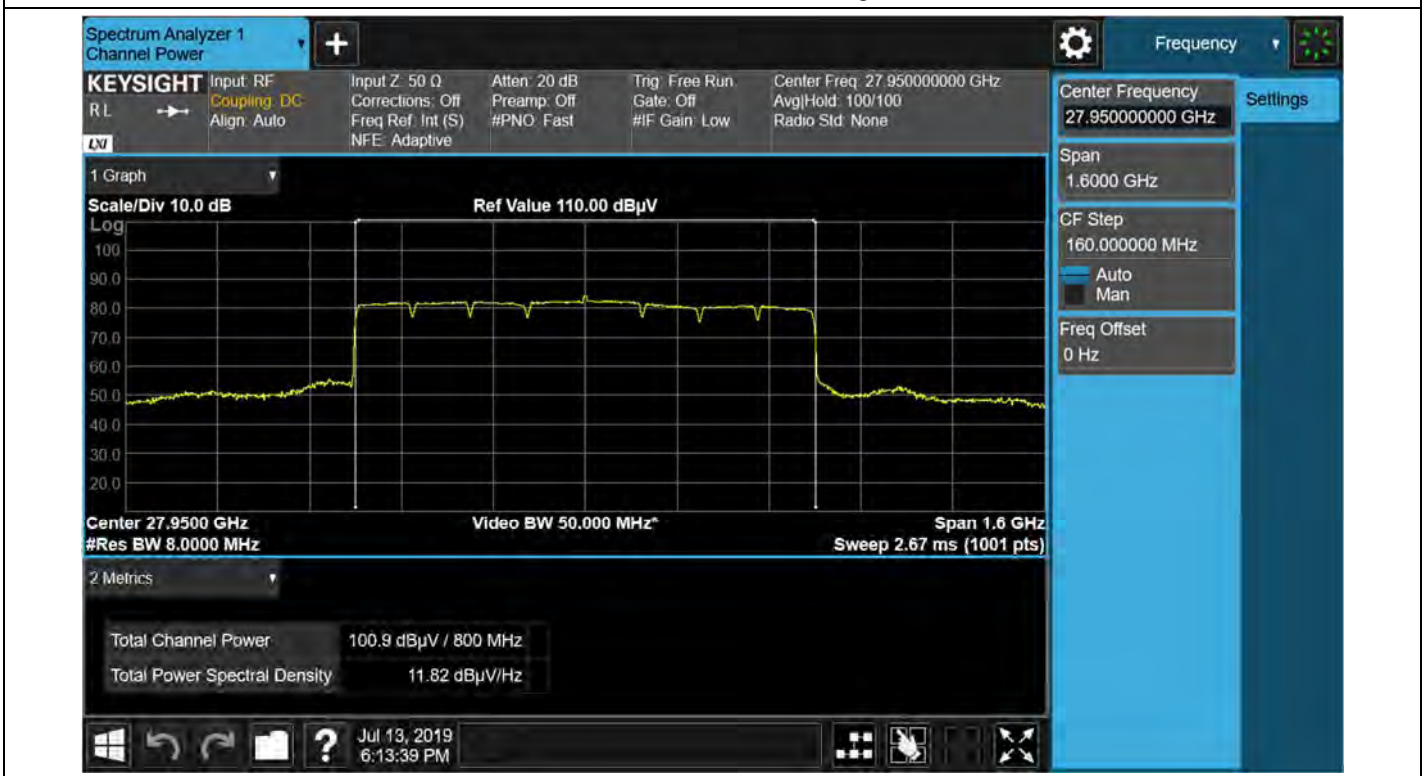 Spectrum Analyzer 1
Channel Power
+
Frequency
KEYSIGHT
RL
LXI
Input: RF
Coupling: DC
Align: Auto
Input Z: 50 Ω
Corrections: Off
Freq Ref: Int (S)
NFE: Adaptive
Atten: 20 dB
Preamp: Off
#PNO: Fast
Trig: Free Run
Gate: Off
#IF Gain: Low
Center Freq: 27.950000000 GHz
Avg|Hold: 100/100
Radio Std: None
Center Frequency
27.950000000 GHz
Settings
Span
1.6000 GHz
CF Step
160.000000 MHz
Auto
Man
Freq Offset
0 Hz
1 Graph
Scale/Div 10.0 dB
Ref Value 110.00 dBµV
Log
100
90.0
80.0
70.0
60.0
50.0
40.0
30.0
20.0
Center 27.9500 GHz
Video BW 50.000 MHz*
Span 1.6 GHz
#Res BW 8.0000 MHz
Sweep 2.67 ms (1001 pts)
2 Metrics
Total Channel Power 100.9 dBµV / 800 MHz
Total Power Spectral Density 11.82 dBµV/Hz
?
Jul 13, 2019
6:13:39 PM